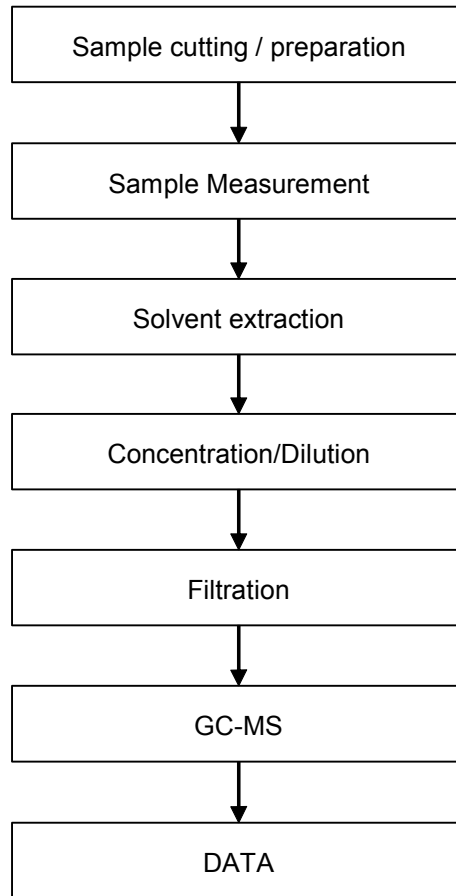 Sample cutting / preparation
Sample Measurement
Solvent extraction
Concentration/Dilution
Filtration
GC-MS
DATA